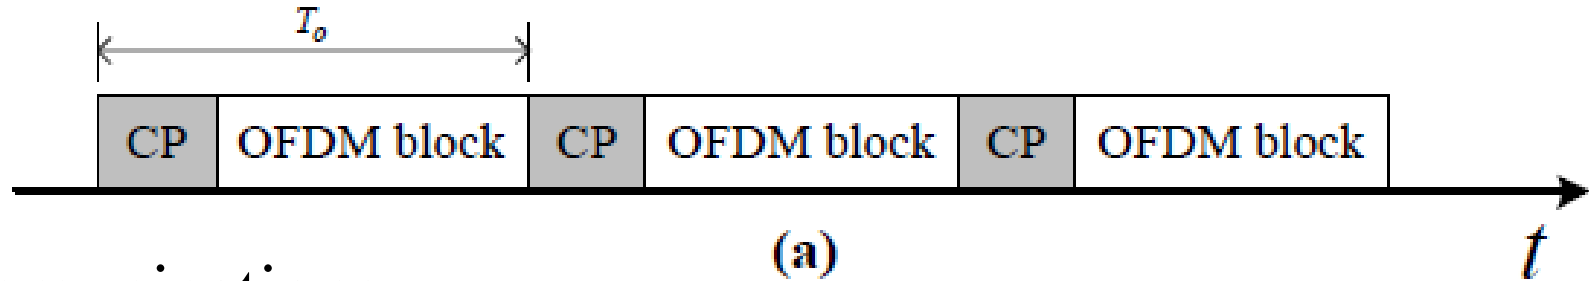 T_o
CP OFDM block CP OFDM block CP OFDM block
(a)
t